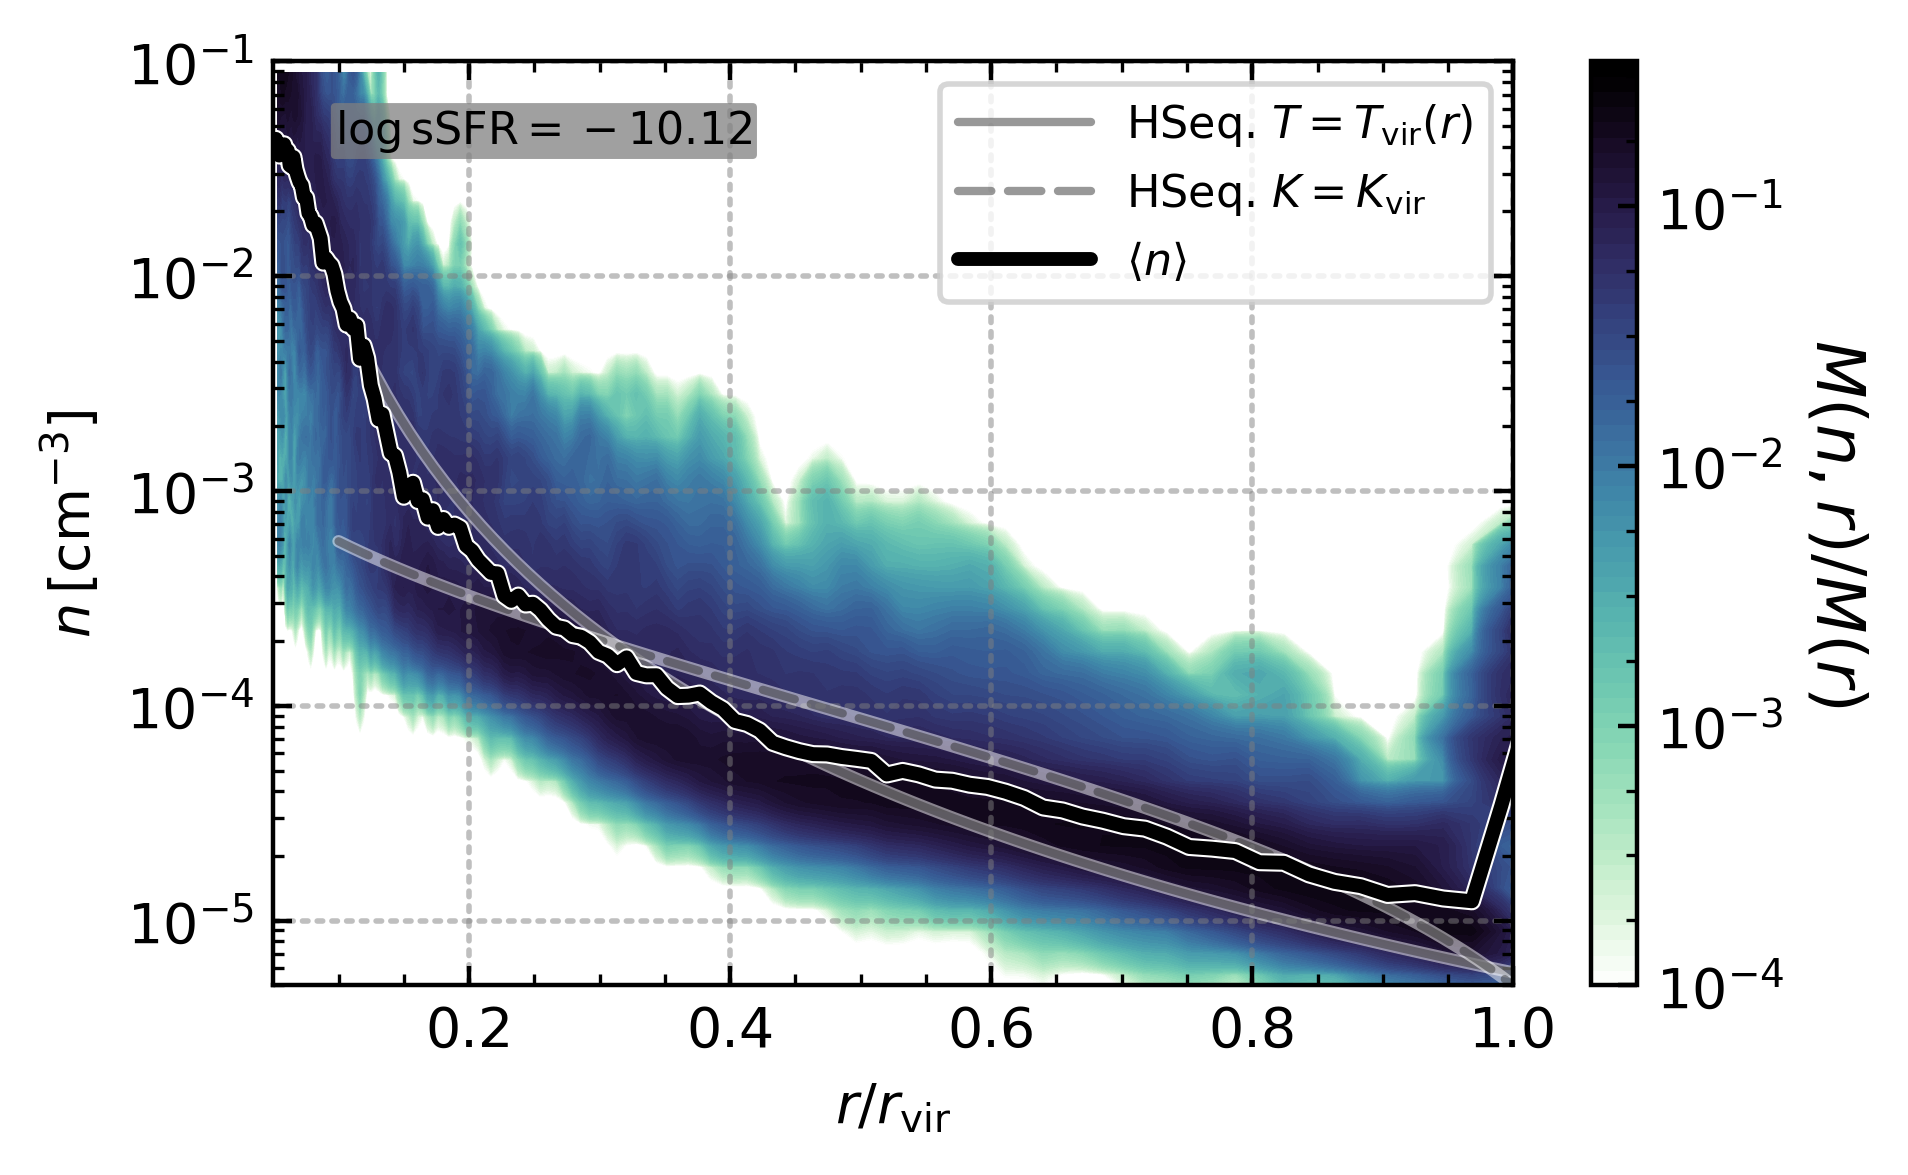 10⁻¹
10⁻²
10⁻³
10⁻⁴
10⁻⁵
n [cm⁻³]
log sSFR = −10.12
HSeq. T = T_vir(r)
HSeq. K = K_vir
⟨n⟩
0.2 0.4 0.6 0.8 1.0
r/r_vir
10⁻¹
10⁻²
10⁻³
10⁻⁴
M(n, r)/M(r)